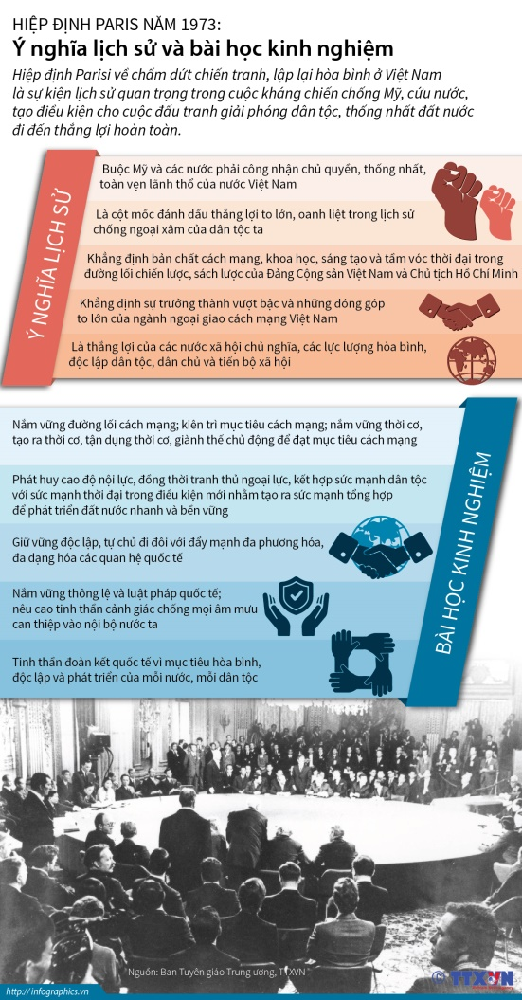 HIỆP ĐỊNH PARIS NĂM 1973:
Ý nghĩa lịch sử và bài học kinh nghiệm
Hiệp định Parisi về chấm dứt chiến tranh, lập lại hòa bình ở Việt Nam
là sự kiện lịch sử quan trọng trong cuộc kháng chiến chống Mỹ, cứu nước,
tạo điều kiện cho cuộc đấu tranh giải phóng dân tộc, thống nhất đất nước
đi đến thắng lợi hoàn toàn.
Ý NGHĨA LỊCH SỬ
Buộc Mỹ và các nước phải công nhận chủ quyền, thống nhất,
toàn vẹn lãnh thổ của nước Việt Nam
Là cột mốc đánh dấu thắng lợi to lớn, oanh liệt trong lịch sử
chống ngoại xâm của dân tộc ta
Khẳng định bản chất cách mạng, khoa học, sáng tạo và tầm vóc thời đại trong
đường lối chiến lược, sách lược của Đảng Cộng sản Việt Nam và Chủ tịch Hồ Chí Minh
Khẳng định sự trưởng thành vượt bậc và những đóng góp
to lớn của ngành ngoại giao cách mạng Việt Nam
Là thắng lợi của các nước xã hội chủ nghĩa, các lực lượng hòa bình,
độc lập dân tộc, dân chủ và tiến bộ xã hội
BÀI HỌC KINH NGHIỆM
Nắm vững đường lối cách mạng; kiên trì mục tiêu cách mạng; nắm vững thời cơ,
tạo ra thời cơ, tận dụng thời cơ, giành thế chủ động để đạt mục tiêu cách mạng
Phát huy cao độ nội lực, đồng thời tranh thủ ngoại lực, kết hợp sức mạnh dân tộc
với sức mạnh thời đại trong điều kiện mới nhằm tạo ra sức mạnh tổng hợp
để phát triển đất nước nhanh và bền vững
Giữ vững độc lập, tự chủ đi đôi với đẩy mạnh đa phương hóa,
đa dạng hóa các quan hệ quốc tế
Nắm vững thông lệ và luật pháp quốc tế;
nêu cao tinh thần cảnh giác chống mọi âm mưu
can thiệp vào nội bộ nước ta
Tinh thần đoàn kết quốc tế vì mục tiêu hòa bình,
độc lập và phát triển của mỗi nước, mỗi dân tộc
Nguồn: Ban Tuyên giáo Trung ương, TTXVN
© TTXVN
http://infographics.vn